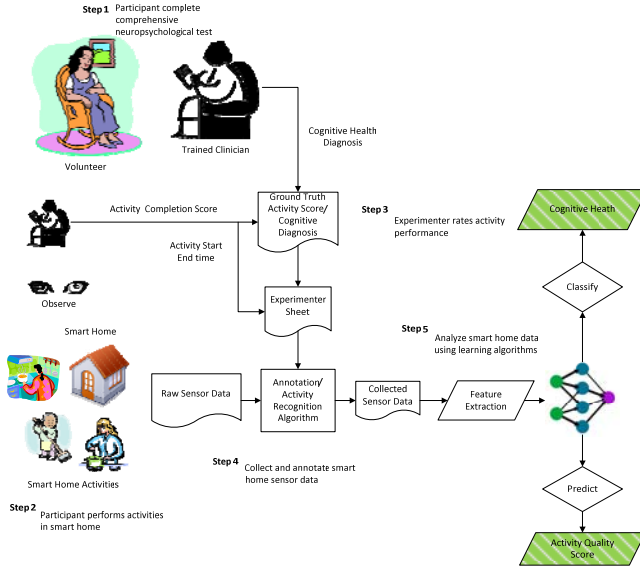 Step 1 Participant complete
comprehensive
neuropsychological test
Volunteer
Trained Clinician
Cognitive Health
Diagnosis
Activity Completion Score
Ground Truth
Activity Score/
Cognitive
Diagnosis
Step 3
Experimenter rates activity
performance
Cognitive Heath
Activity Start
End time
Classify
Observe
Experimenter
Sheet
Smart Home
Step 5
Analyze smart home data
using learning algorithms
Raw Sensor Data
Annotation/
Activity
Recognition
Algorithm
Collected
Sensor Data
Feature
Extraction
Step 4
Collect and annotate smart
home sensor data
Smart Home Activities
Predict
Step 2
Participant performs activities
in smart home
Activity Quality
Score